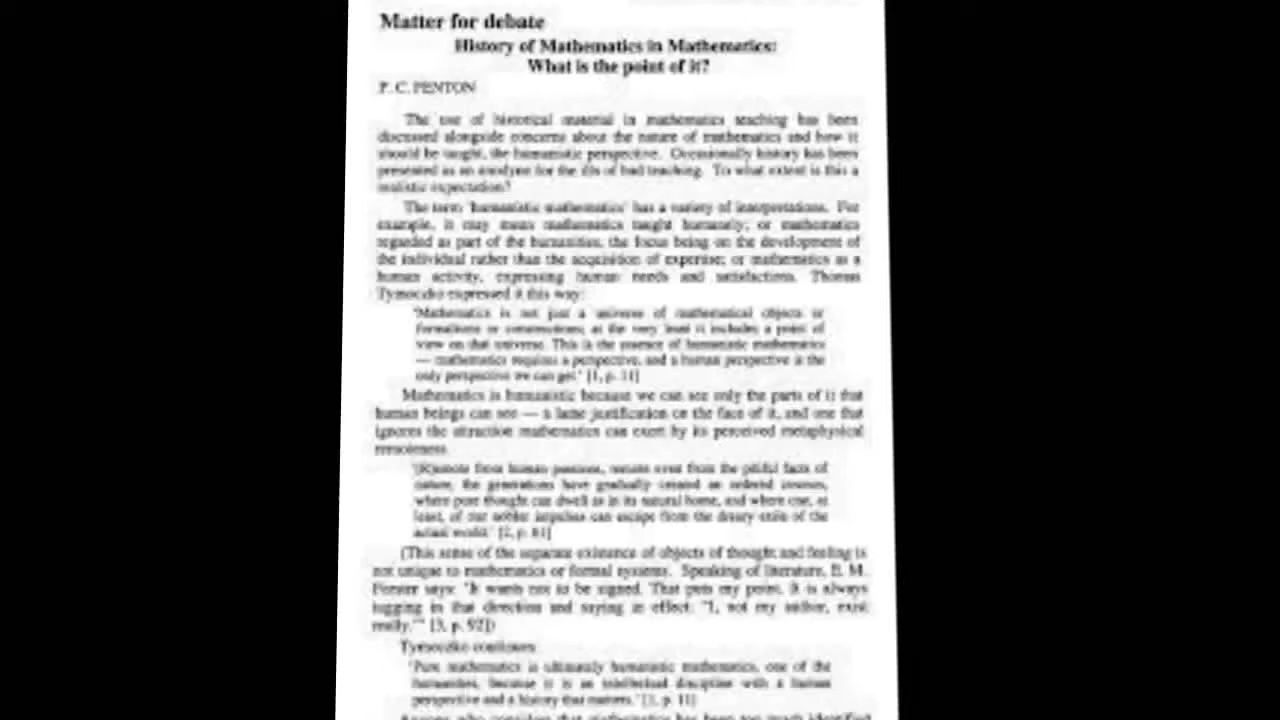 Matter for debate
History of Mathematics in Mathematics:
What is the point of it?
P. C. FENTON
The use of historical material in mathematics teaching has been
discussed alongside concerns about the nature of mathematics and how it
should be taught, the humanistic perspective. Occasionally history has been
presented as an anodyne for the ills of bad teaching. To what extent is this a
realistic expectation?
The term 'humanistic mathematics' has a variety of interpretations. For
example, it may mean mathematics taught humanely; or mathematics
regarded as part of the humanities, the focus being on the development of
the individual rather than the acquisition of expertise; or mathematics as a
human activity, expressing human needs and satisfactions. Thomas
Tymoczko expressed it this way:
'Mathematics is not just a universe of mathematical objects or
formalisms or constructions; at the very least it includes a point of
view on that universe. This is the essence of humanistic mathematics
— mathematics requires a perspective, and a human perspective is the
only perspective we can get.' [1, p. 11]
Mathematics is humanistic because we can see only the parts of it that
human beings can see — a lame justification on the face of it, and one that
ignores the attraction mathematics can exert by its perceived metaphysical
remoteness.
'[R]emote from human passions, remote even from the pitiful facts of
nature, the generations have gradually created an ordered cosmos,
where pure thought can dwell as in its natural home, and where one, at
least, of our nobler impulses can escape from the dreary exile of the
actual world.' [2, p. 61]
(This sense of the separate existence of objects of thought and feeling is
not unique to mathematics or formal systems. Speaking of literature, E. M.
Forster says: "It wants not to be signed. That puts my point. It is always
tugging in that direction and saying in effect: "I, not my author, exist
really."" [3, p. 92])
Tymoczko continues:
'Pure mathematics is ultimately humanistic mathematics, one of the
humanities, because it is an intellectual discipline with a human
perspective and a history that matters.' [1, p. 11]
Anyone who considers that mathematics has been too much identified